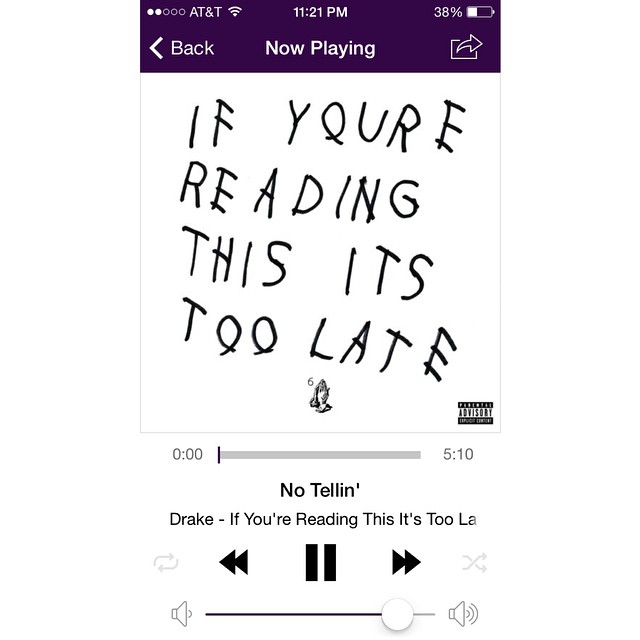 AT&T 11:21 PM 38%
Back Now Playing
IF YOURE
READING
THIS ITS
TOO LATE
6
PARENTAL
ADVISORY
EXPLICIT CONTENT
0:00 5:10
No Tellin'
Drake - If You're Reading This It's Too La